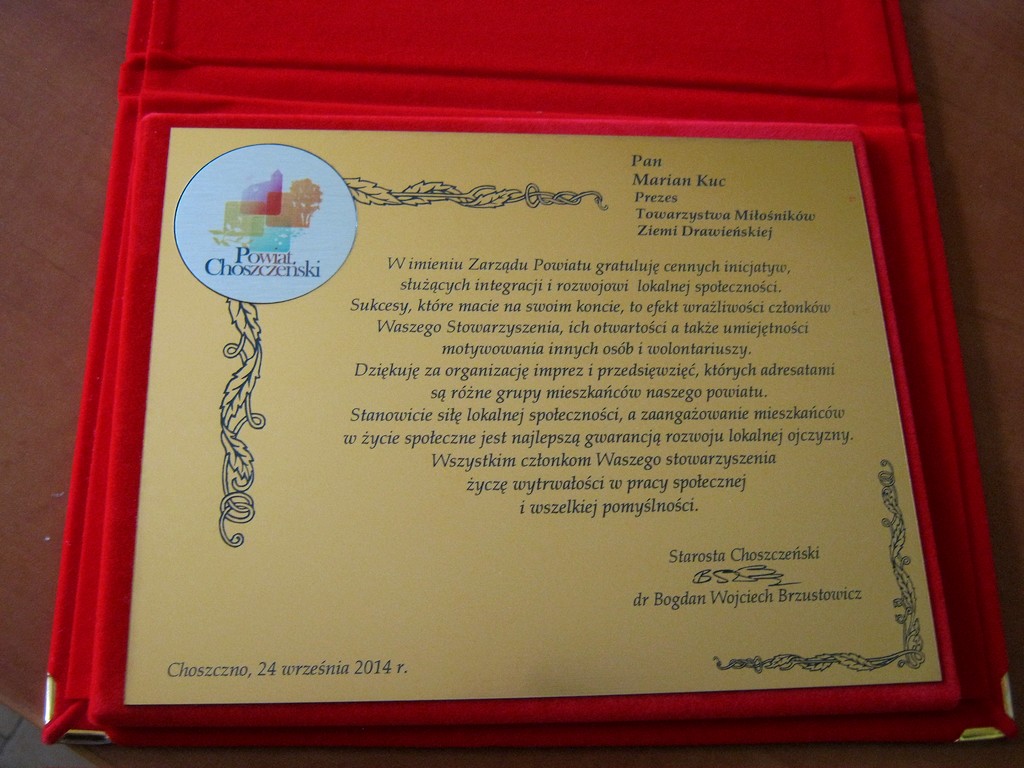 Powiat
Choszczeński
Pan
Marian Kuc
Prezes
Towarzystwa Miłośników
Ziemi Drawieńskiej
W imieniu Zarządu Powiatu gratuluję cennych inicjatyw,
służących integracji i rozwojowi lokalnej społeczności.
Sukcesy, które macie na swoim koncie, to efekt wrażliwości członków
Waszego Stowarzyszenia, ich otwartości a także umiejętności
motywowania innych osób i wolontariuszy.
Dziękuję za organizację imprez i przedsięwzięć, których adresatami
są różne grupy mieszkańców naszego powiatu.
Stanowicie siłę lokalnej społeczności, a zaangażowanie mieszkańców
w życie społeczne jest najlepszą gwarancją rozwoju lokalnej ojczyzny.
Wszystkim członkom Waszego stowarzyszenia
życzę wytrwałości w pracy społecznej
i wszelkiej pomyślności.
Starosta Choszczeński
dr Bogdan Wojciech Brzustowicz
Choszczno, 24 września 2014 r.